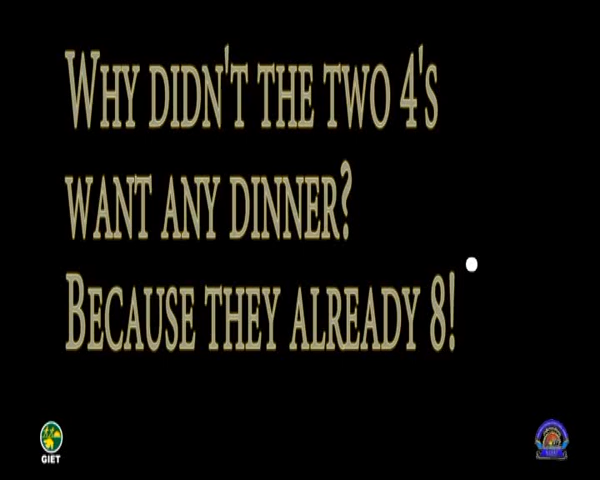 Why didn't the two 4's
want any dinner?
Because they already 8!
GIET